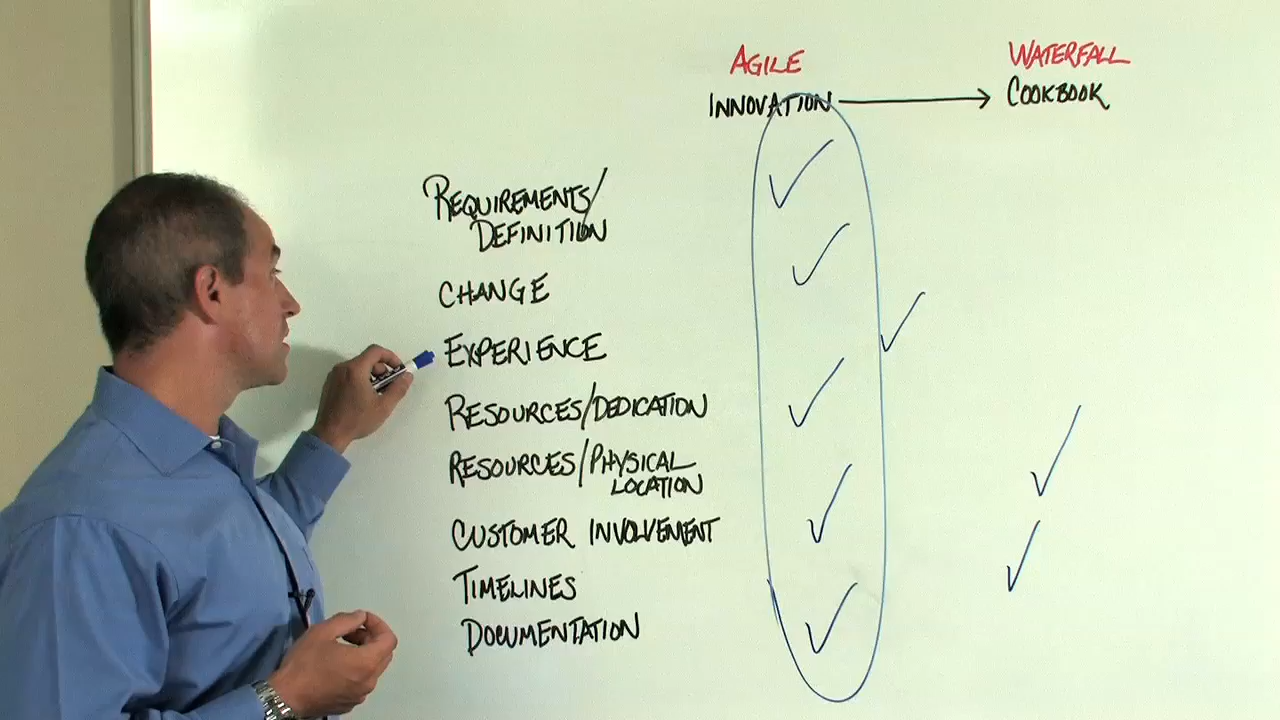 AGILE
WATERFALL
INNOVATION
COOKBOOK
REQUIREMENTS/
DEFINITION
CHANGE
EXPERIENCE
RESOURCES/DEDICATION
RESOURCES/PHYSICAL
LOCATION
CUSTOMER INVOLVEMENT
TIMELINES
DOCUMENTATION